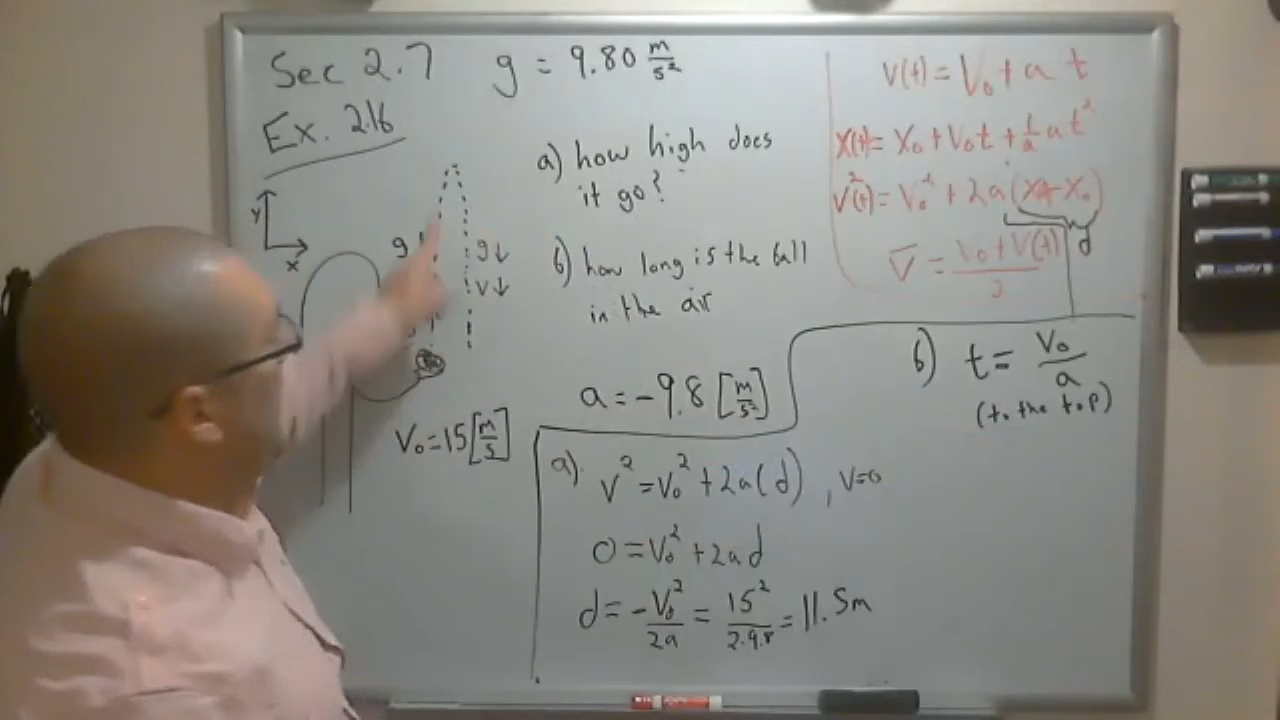 Sec 2.7
g = 9.80 m/s²
Ex. 2.16
a) how high does
it go?
b) how long is the ball
in the air
y
x
g
g↓
v↓
V₀=15[m/s]
a = -9.8 [m/s²]
V(t) = V₀ + a t
X(t) = X₀ + V₀t + ½at²
V²(t) = V₀² + 2a(X - X₀)
d
V̅ = (V₀ + V(t))/2
a). V² = V₀² + 2a(d), V=0
0 = V₀² + 2ad
d = -V₀²/2a = 15²/2·9.8 = 11.5m
b) t = V₀/a
(to the top)